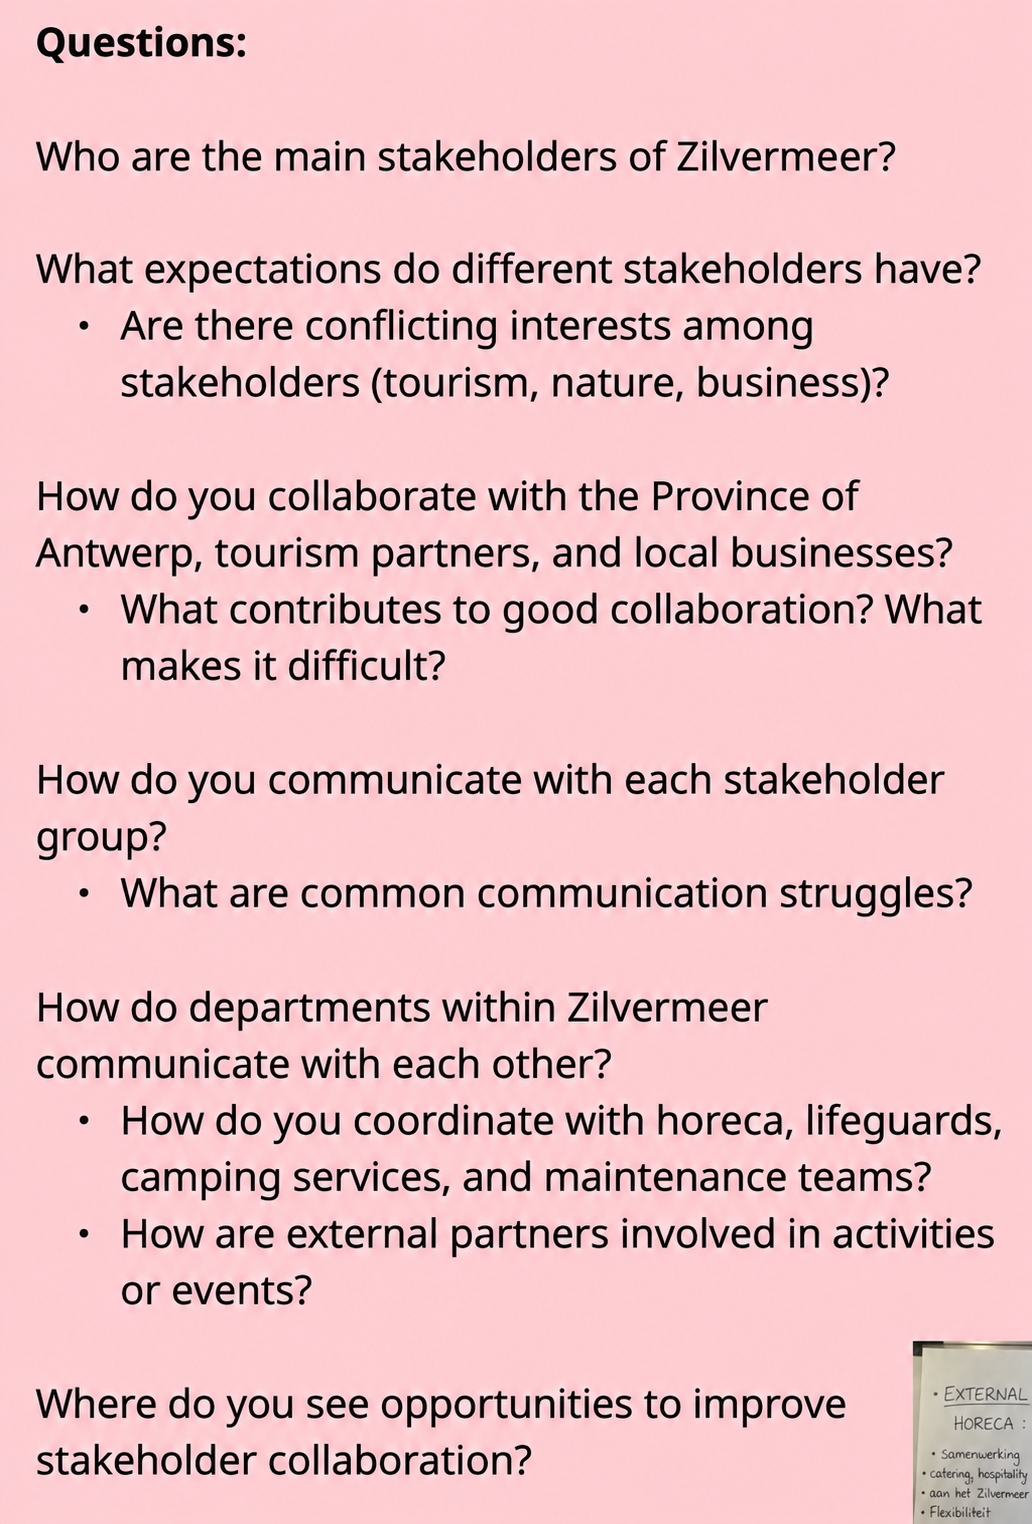 Questions:
Who are the main stakeholders of Zilvermeer?
What expectations do different stakeholders have?
• Are there conflicting interests among
stakeholders (tourism, nature, business)?
How do you collaborate with the Province of
Antwerp, tourism partners, and local businesses?
• What contributes to good collaboration? What
makes it difficult?
How do you communicate with each stakeholder
group?
• What are common communication struggles?
How do departments within Zilvermeer
communicate with each other?
• How do you coordinate with horeca, lifeguards,
camping services, and maintenance teams?
• How are external partners involved in activities
or events?
Where do you see opportunities to improve
stakeholder collaboration?
• EXTERNAL
HORECA :
• Samenwerking
• catering, hospitality
• aan het Zilvermeer
• Flexibiliteit